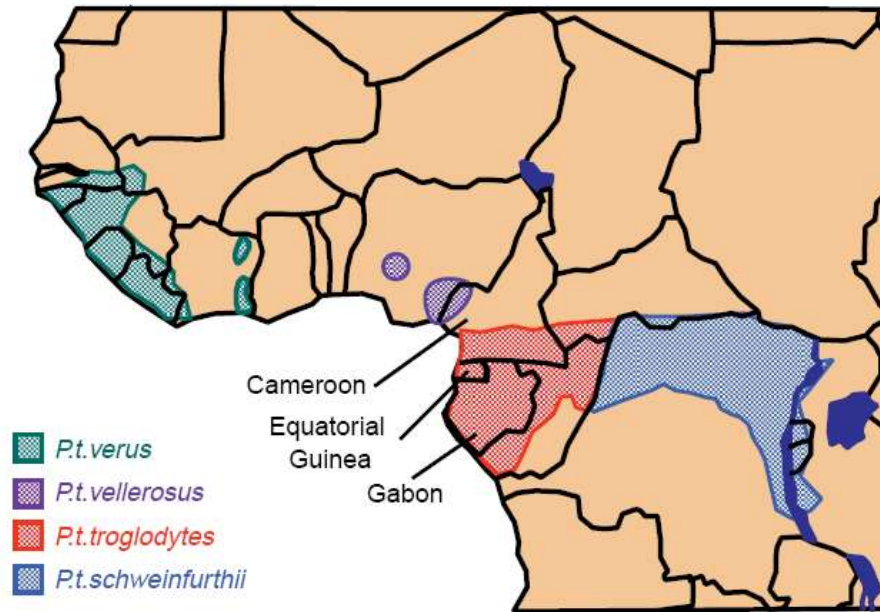 Cameroon
Equatorial
Guinea
Gabon
P.t.verus
P.t.vellerosus
P.t.troglodytes
P.t.schweinfurthii